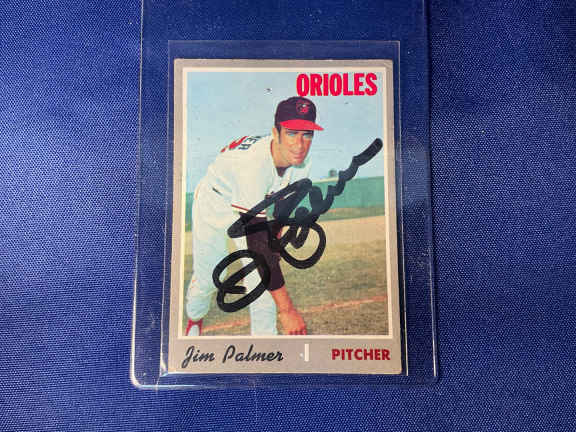 ORIOLES
Jim Palmer
PITCHER